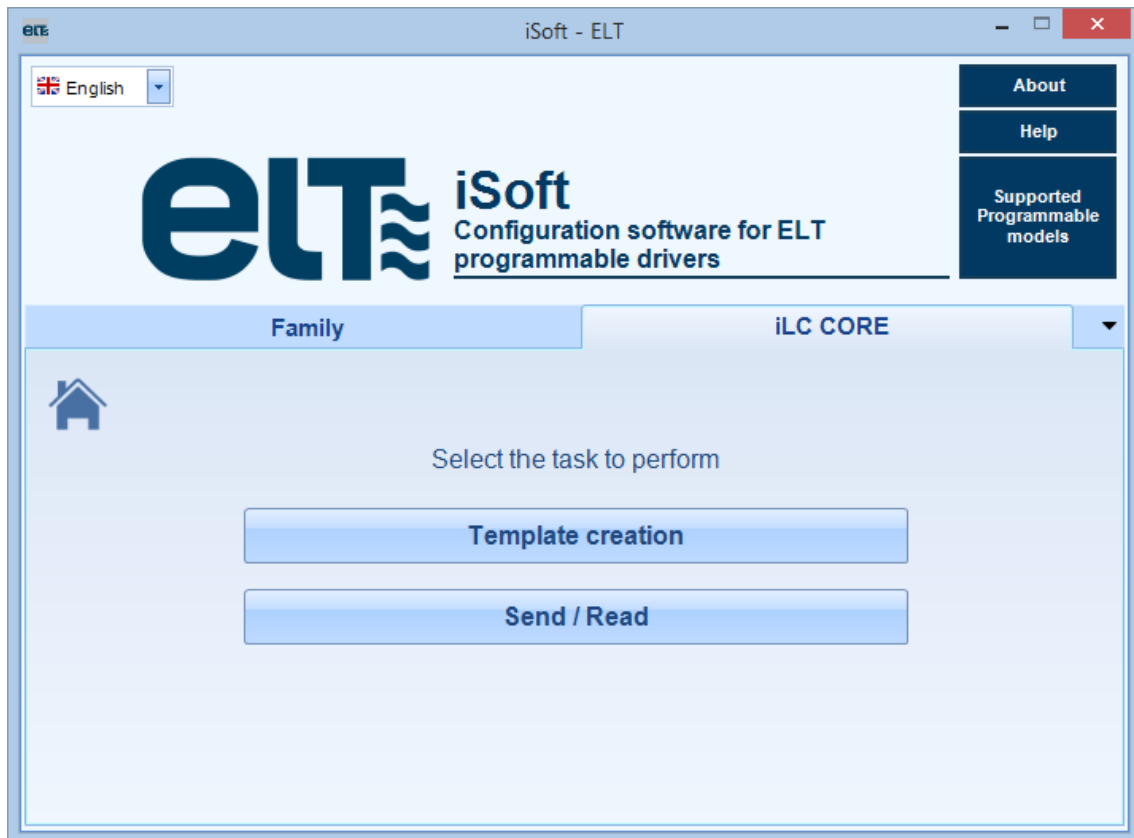 eLT
iSoft - ELT
English
About
Help
Supported
Programmable
models
eLT
iSoft
Configuration software for ELT
programmable drivers
Family
iLC CORE
Select the task to perform
Template creation
Send / Read